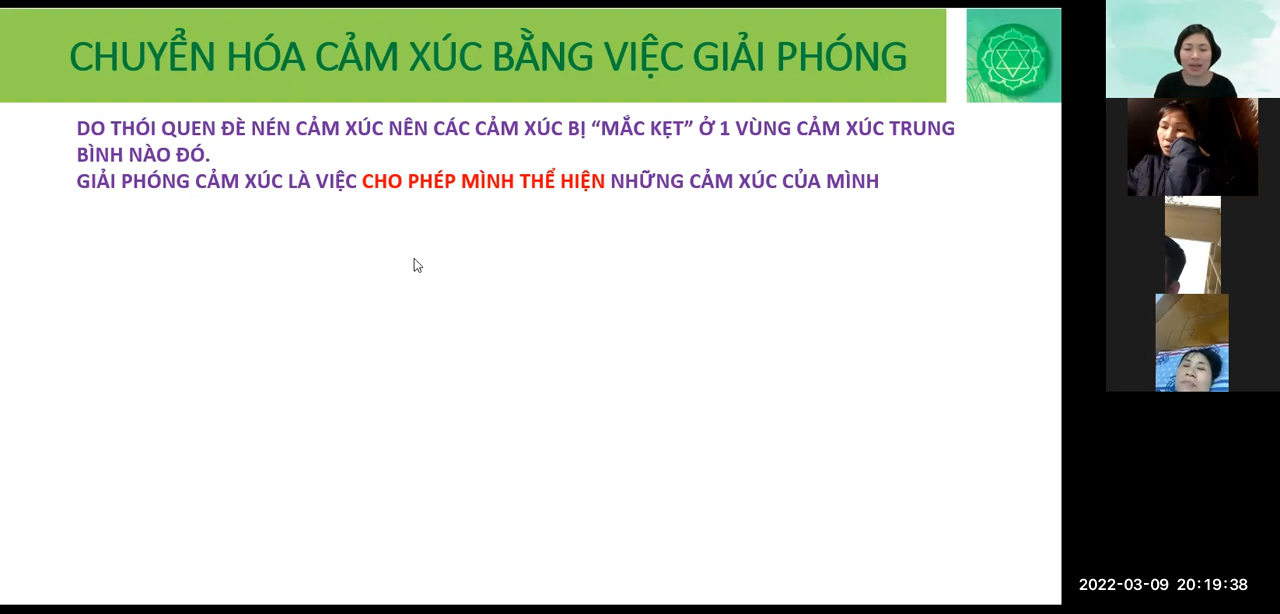 CHUYỂN HÓA CẢM XÚC BẰNG VIỆC GIẢI PHÓNG
DO THÓI QUEN ĐÈ NÉN CẢM XÚC NÊN CÁC CẢM XÚC BỊ “MẮC KẸT” Ở 1 VÙNG CẢM XÚC TRUNG
BÌNH NÀO ĐÓ.
GIẢI PHÓNG CẢM XÚC LÀ VIỆC CHO PHÉP MÌNH THỂ HIỆN NHỮNG CẢM XÚC CỦA MÌNH
2022-03-09 20:19:38